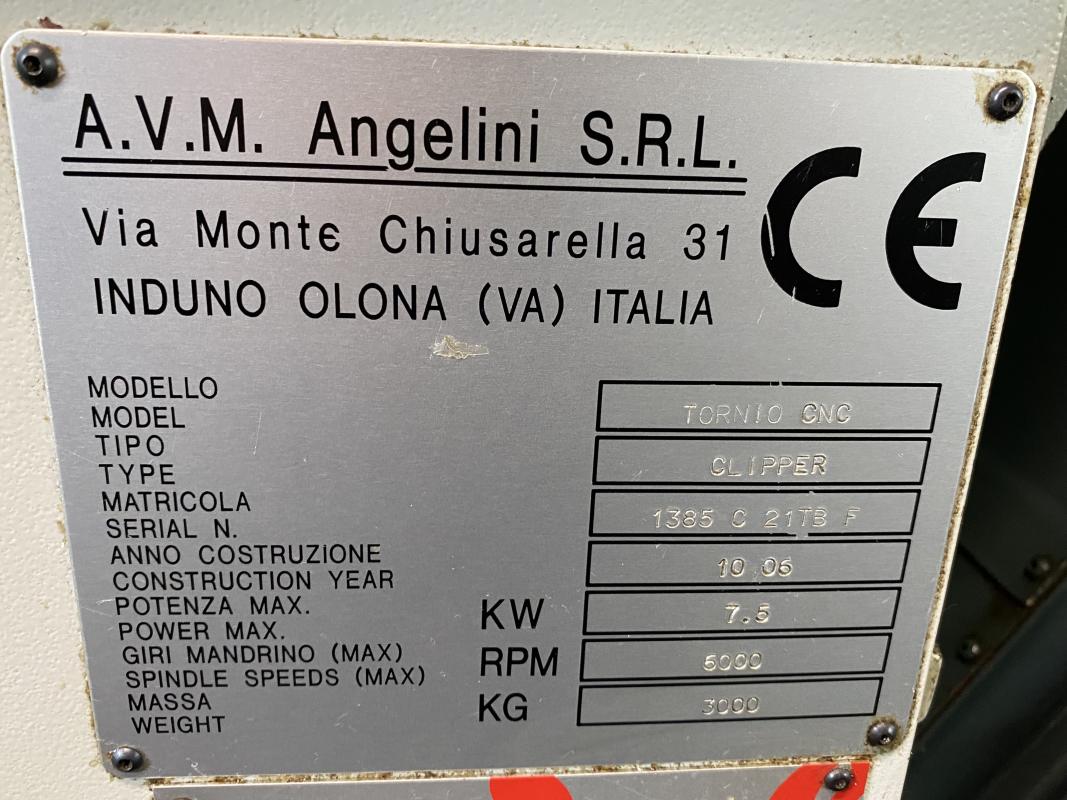 A.V.M. Angelini S.R.L.
CE
Via Monte Chiusarella 31
INDUNO OLONA (VA) ITALIA
MODELLO
MODEL
TORNIO CNC
TIPO
TYPE
CLIPPER
MATRICOLA
SERIAL N.
1385 C 21TB F
ANNO COSTRUZIONE
CONSTRUCTION YEAR
10 06
POTENZA MAX.
POWER MAX.
KW 7.5
GIRI MANDRINO (MAX)
SPINDLE SPEEDS (MAX)
RPM 5000
MASSA
WEIGHT
KG 3000